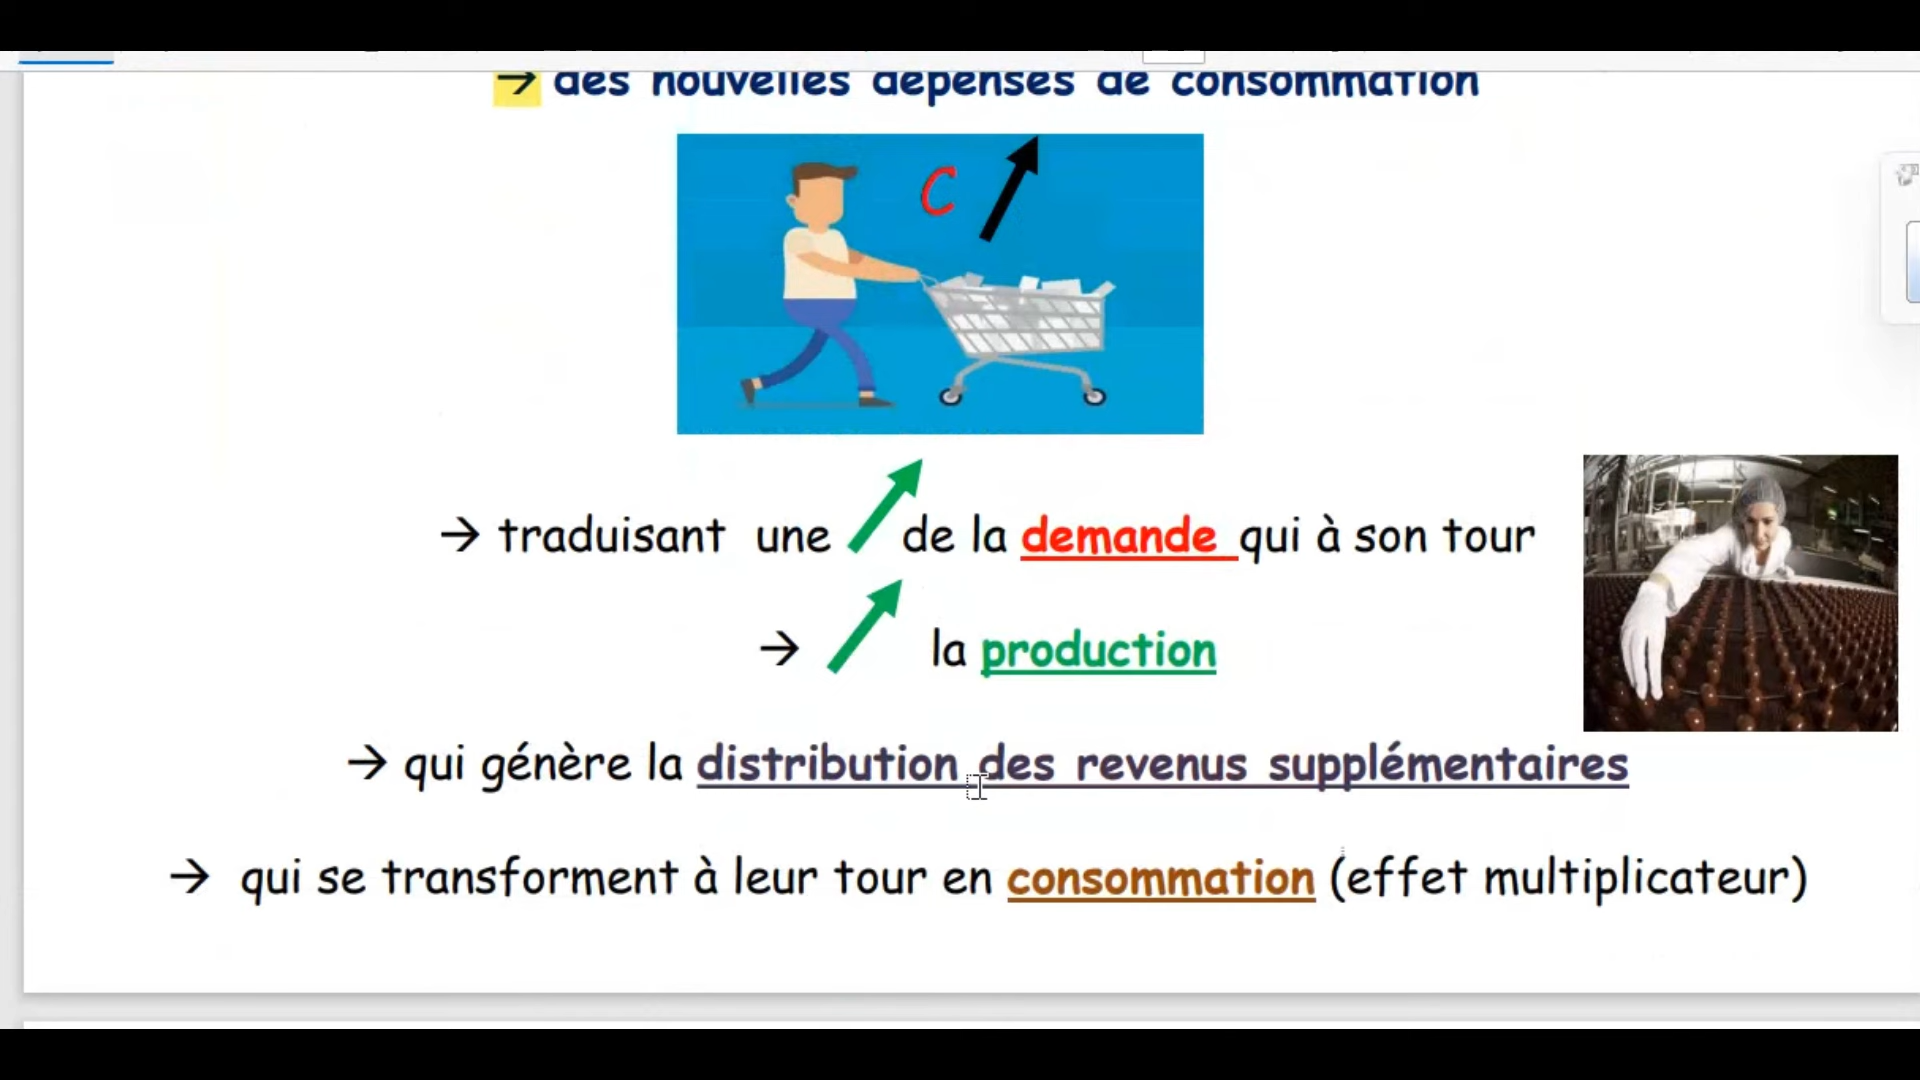 → des nouvelles dépenses de consommation
C
→ traduisant une de la demande qui à son tour
→ la production
→ qui génère la distribution des revenus supplémentaires
→ qui se transforment à leur tour en consommation (effet multiplicateur)